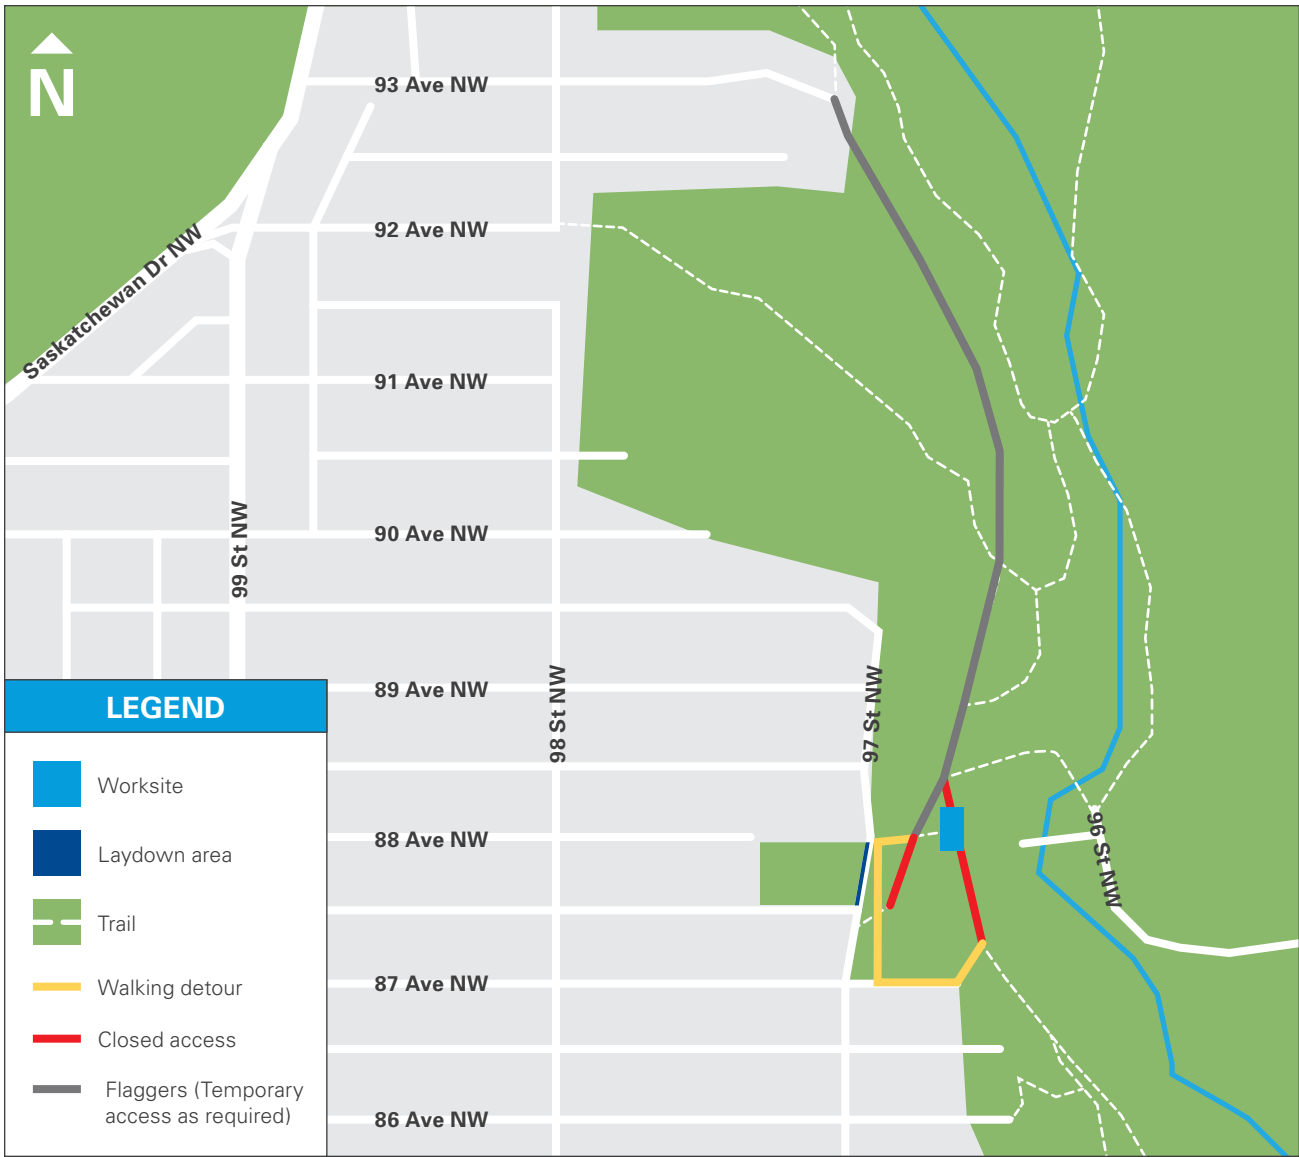 N
93 Ave NW
92 Ave NW
Saskatchewan Dr NW
91 Ave NW
90 Ave NW
99 St NW
89 Ave NW
98 St NW
97 St NW
88 Ave NW
96 St NW
87 Ave NW
86 Ave NW
LEGEND
Worksite
Laydown area
Trail
Walking detour
Closed access
Flaggers (Temporary
access as required)